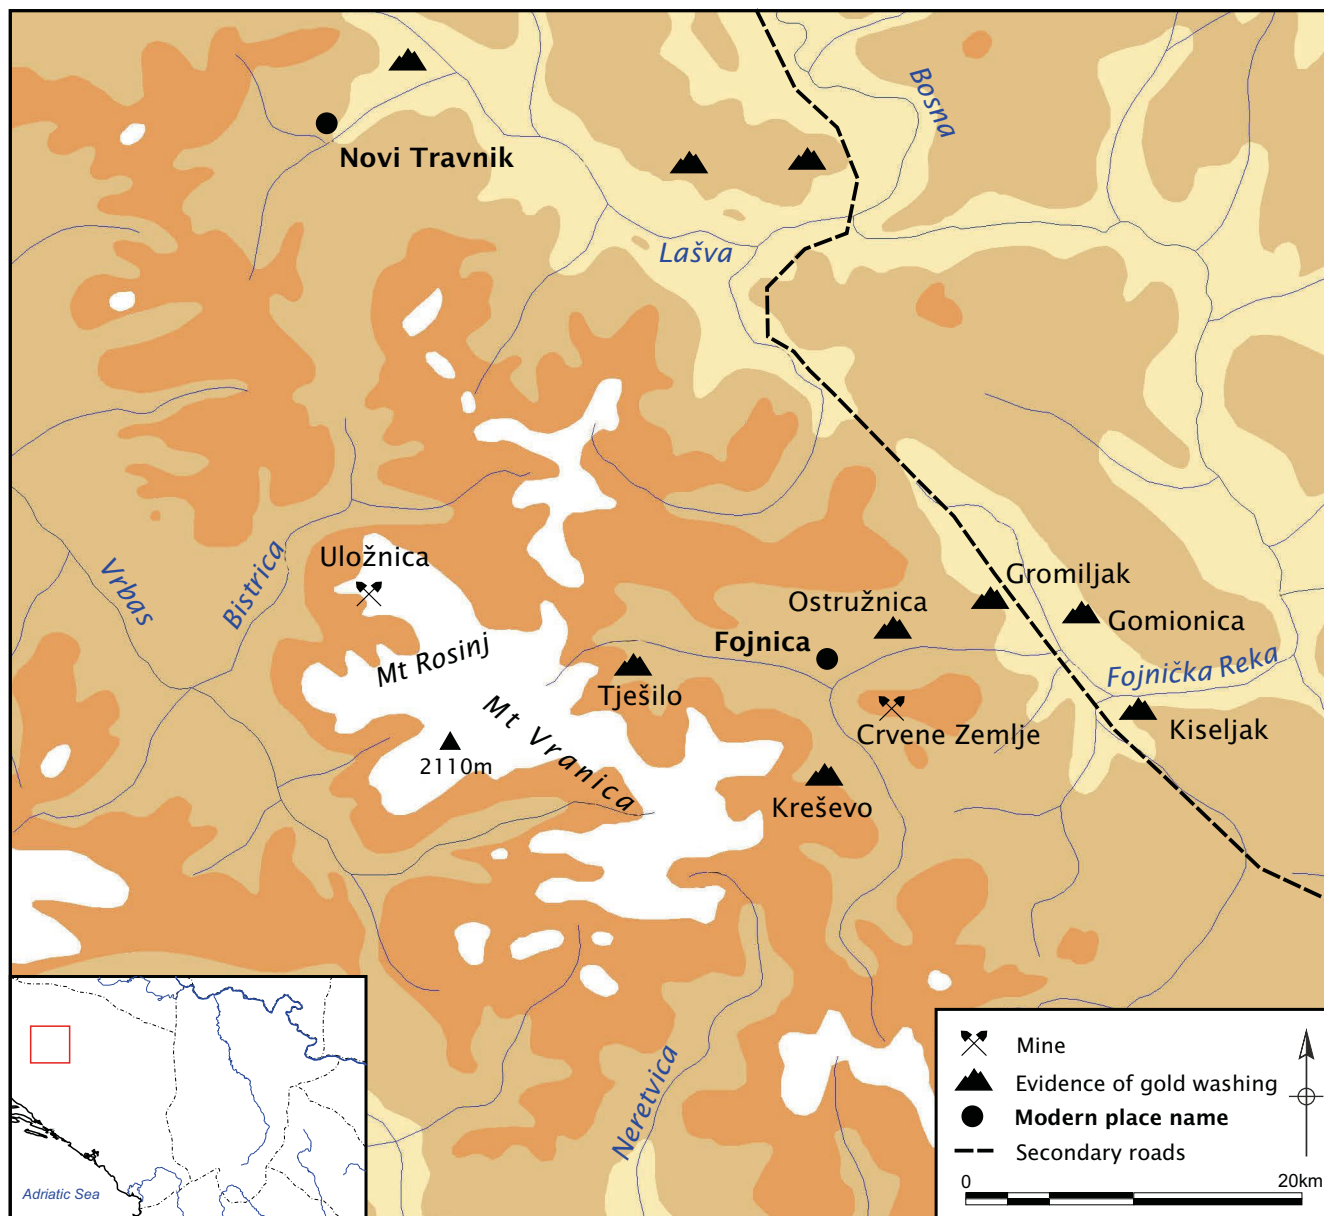 Bosna
Novi Travnik
Lašva
Uložnica
Vrbas
Bistrica
Gromiljak
Ostružnica
Gomionica
Fojnica
Mt Rosinj
Fojnička Reka
Tješilo
Mt Vranica
Crvene Zemlje
Kiseljak
2110m
Kreševo
Neretvica
Mine
Evidence of gold washing
Modern place name
Secondary roads
0 20km
Adriatic Sea